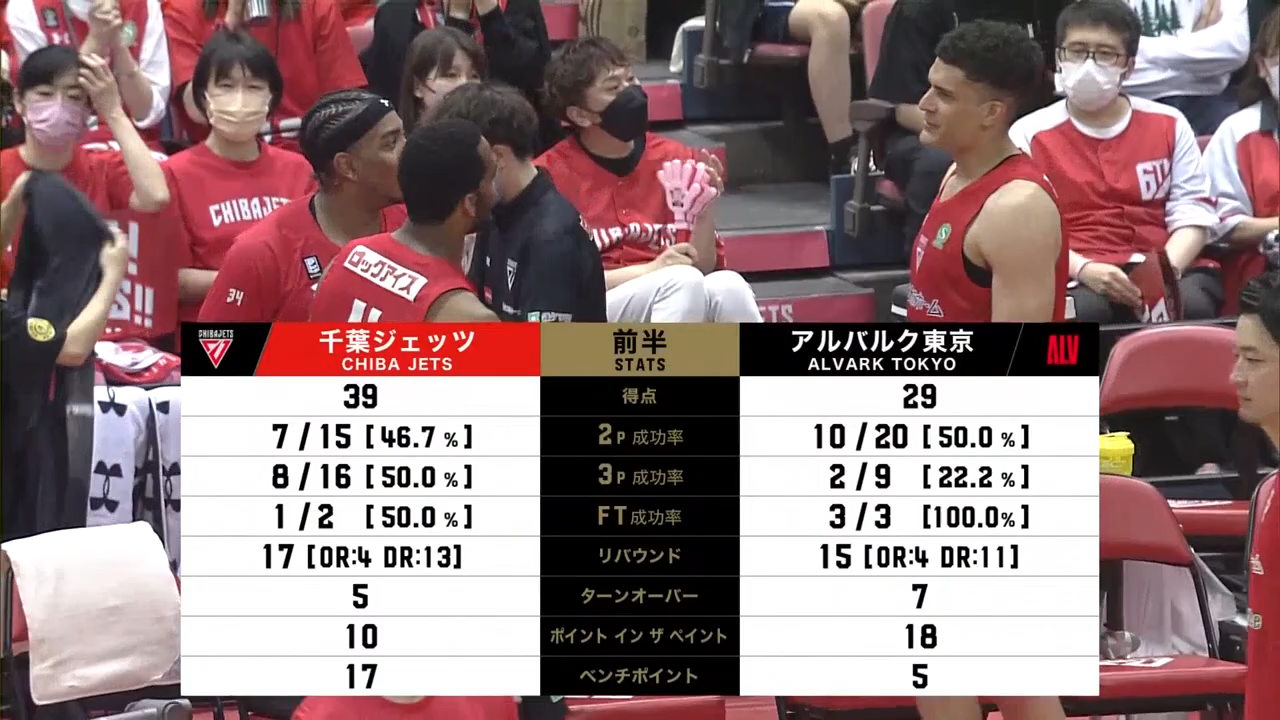 CHIBAJETS
6TH
CHIBAJETS
ロックアイス
34
CHIBAJETS
千葉ジェッツ
CHIBA JETS
前半
STATS
アルバルク東京
ALVARK TOKYO
ALV
39 得点 29
7 / 15 [ 46.7 % ] 2P 成功率 10 / 20 [ 50.0 % ]
8 / 16 [ 50.0 % ] 3P 成功率 2 / 9 [ 22.2 % ]
1 / 2 [ 50.0 % ] FT 成功率 3 / 3 [100.0%]
17 [OR:4 DR:13] リバウンド 15 [OR:4 DR:11]
5 ターンオーバー 7
10 ポイント イン ザ ペイント 18
17 ベンチポイント 5